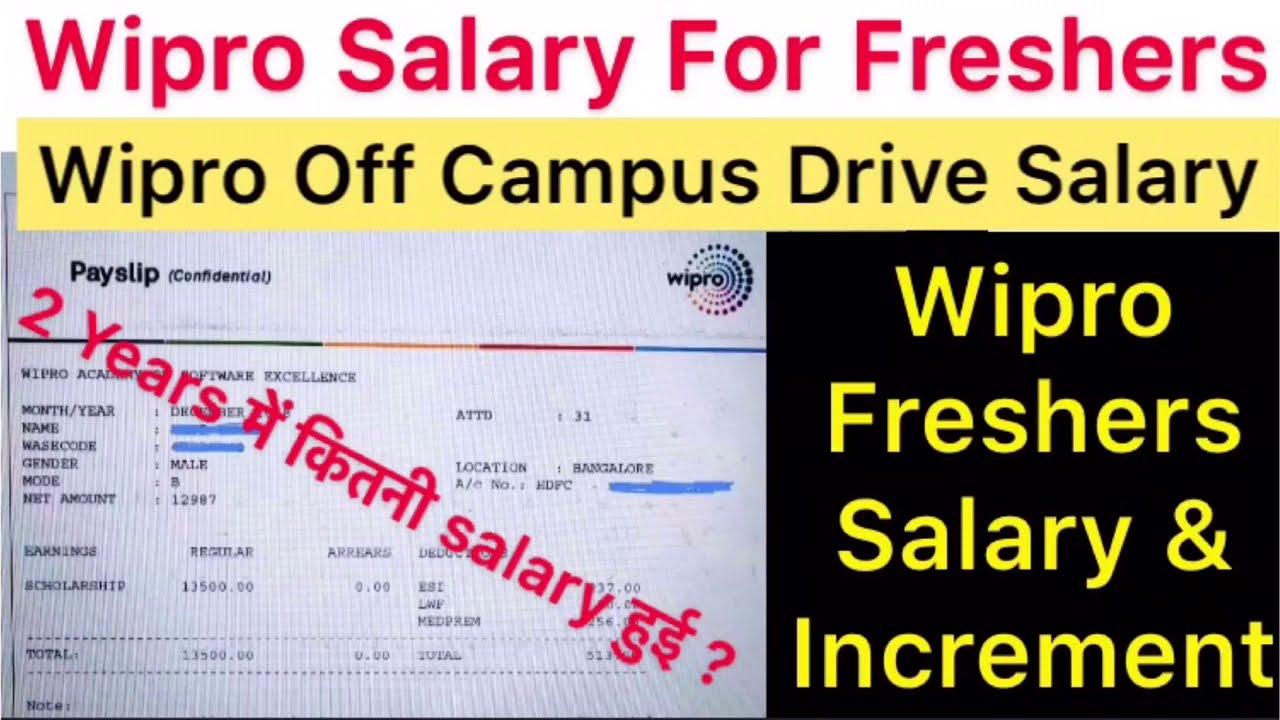 Wipro Salary For Freshers
Wipro Off Campus Drive Salary
Payslip (Confidential)
wipro
2 Years में कितनी salary हुई ?
WIPRO ACADEMY OF SOFTWARE EXCELLENCE
MONTH/YEAR : DECEMBER ATTD : 31
NAME :
WASECODE :
GENDER : MALE LOCATION : BANGALORE
MODE : B A/c No.: HDFC -
NET AMOUNT : 12987
EARNINGS REGULAR ARREARS DEDUCTIONS
SCHOLARSHIP 13500.00 0.00 ESI
LWF
MEDPREM
TOTAL: 13500.00 0.00 TOTAL
Note:
Wipro
Freshers
Salary &
Increment